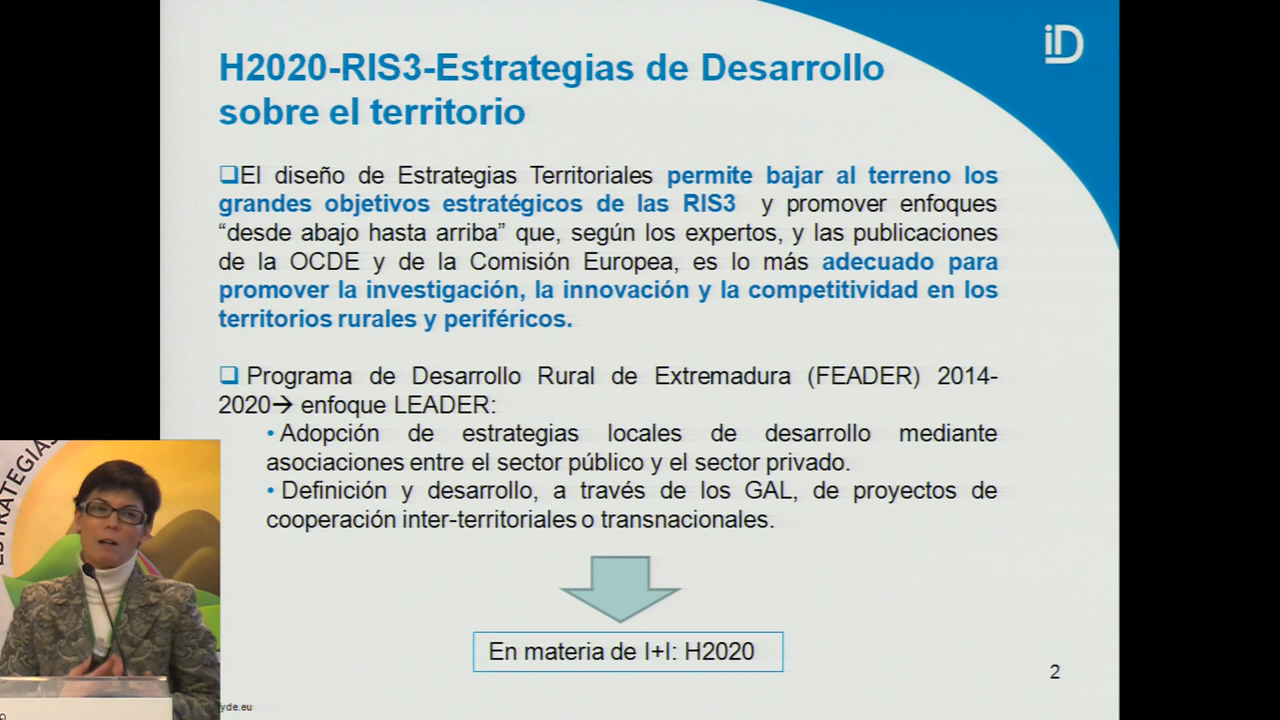 iD
H2020-RIS3-Estrategias de Desarrollo
sobre el territorio
❑El diseño de Estrategias Territoriales permite bajar al terreno los
grandes objetivos estratégicos de las RIS3 y promover enfoques
“desde abajo hasta arriba” que, según los expertos, y las publicaciones
de la OCDE y de la Comisión Europea, es lo más adecuado para
promover la investigación, la innovación y la competitividad en los
territorios rurales y periféricos.
❑ Programa de Desarrollo Rural de Extremadura (FEADER) 2014-
2020→ enfoque LEADER:
• Adopción de estrategias locales de desarrollo mediante
asociaciones entre el sector público y el sector privado.
• Definición y desarrollo, a través de los GAL, de proyectos de
cooperación inter-territoriales o transnacionales.
En materia de I+I: H2020
2
yde.eu
ESTRATEGIAS